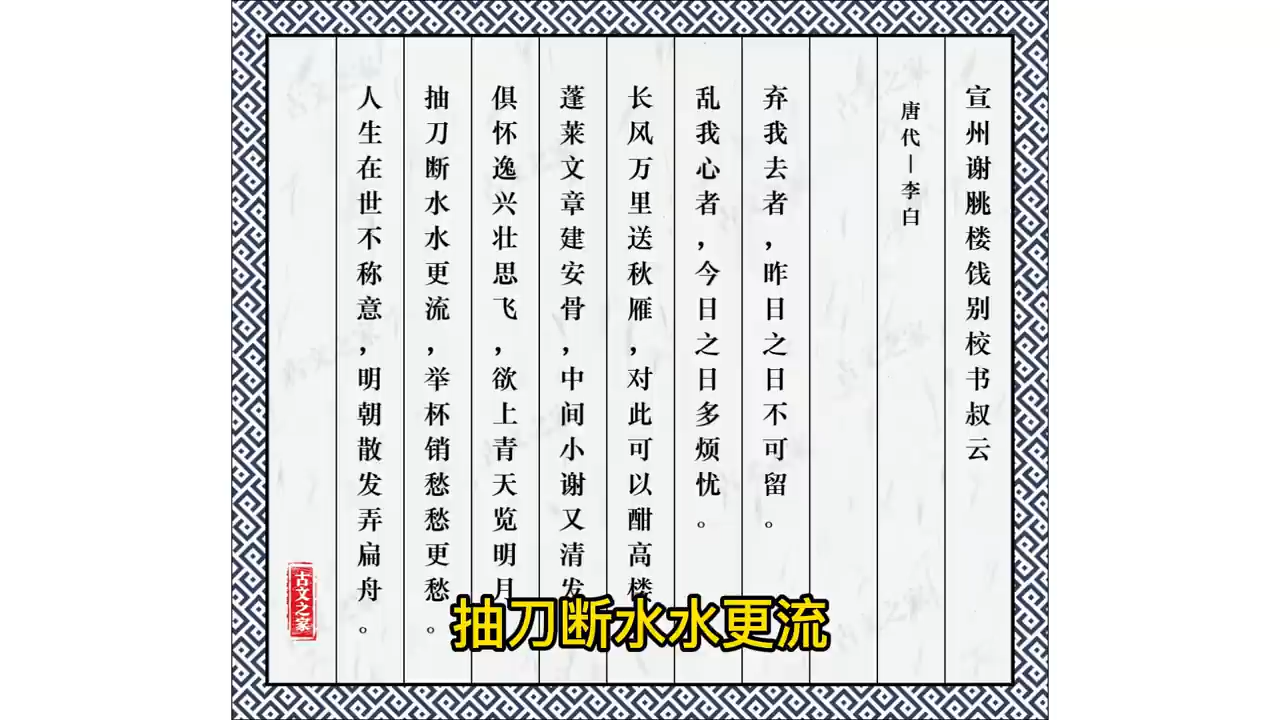 宣州谢脁楼饯别校书叔云
唐代—李白
弃我去者，昨日之日不可留。
乱我心者，今日之日多烦忧。
长风万里送秋雁，对此可以酣高楼
蓬莱文章建安骨，中间小谢又清发
俱怀逸兴壮思飞，欲上青天览明月
抽刀断水水更流，举杯销愁愁更愁。
人生在世不称意，明朝散发弄扁舟。
古文之家
抽刀断水水更流